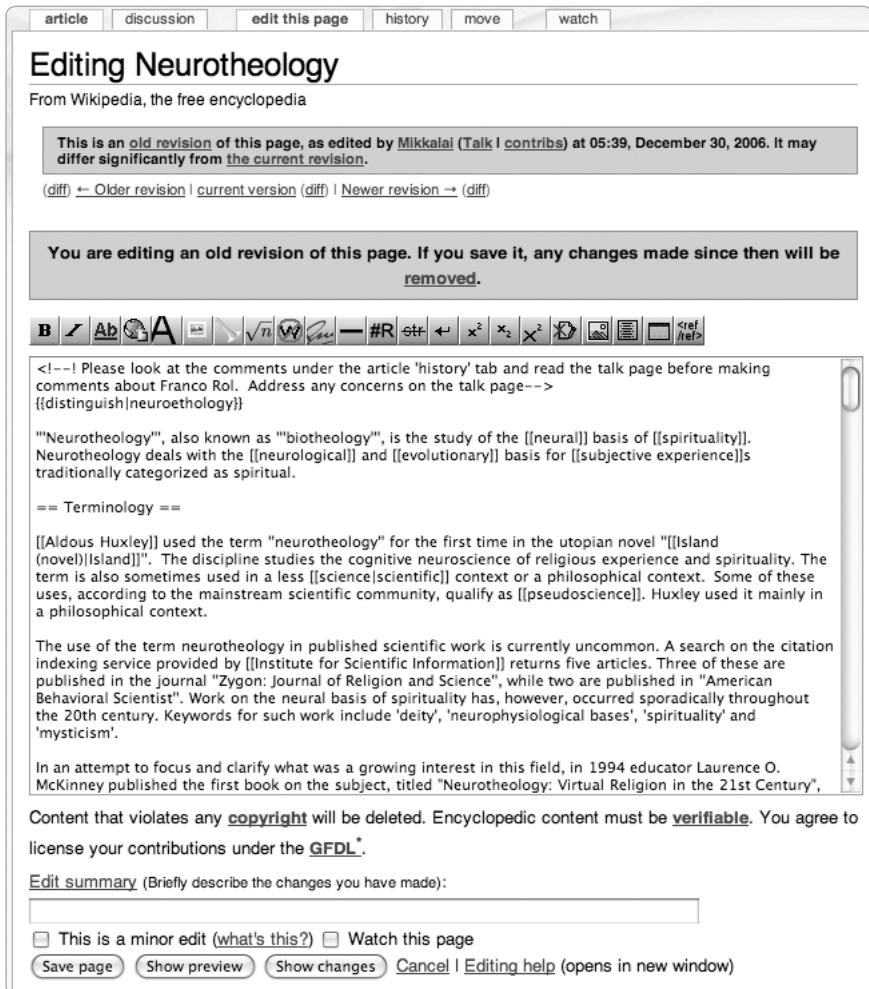 article discussion edit this page history move watch
Editing Neurotheology
From Wikipedia, the free encyclopedia
This is an old revision of this page, as edited by Mikkalai (Talk | contribs) at 05:39, December 30, 2006. It may
differ significantly from the current revision.
(diff) ← Older revision | current version (diff) | Newer revision → (diff)
You are editing an old revision of this page. If you save it, any changes made since then will be
removed.
B I Ab A √n W #R str ↵ x² x₂ X² <ref /ref>
<!--! Please look at the comments under the article 'history' tab and read the talk page before making
comments about Franco Rol.  Address any concerns on the talk page-->
{{distinguish|neuroethology}}
'''Neurotheology''', also known as '''biotheology''', is the study of the [[neural]] basis of [[spirituality]].
Neurotheology deals with the [[neurological]] and [[evolutionary]] basis for [[subjective experience]]s
traditionally categorized as spiritual.
== Terminology ==
[[Aldous Huxley]] used the term "neurotheology" for the first time in the utopian novel ''[[Island
(novel)|Island]]''.  The discipline studies the cognitive neuroscience of religious experience and spirituality. The
term is also sometimes used in a less [[science|scientific]] context or a philosophical context.  Some of these
uses, according to the mainstream scientific community, qualify as [[pseudoscience]]. Huxley used it mainly in
a philosophical context.
The use of the term neurotheology in published scientific work is currently uncommon. A search on the citation
indexing service provided by [[Institute for Scientific Information]] returns five articles. Three of these are
published in the journal "Zygon: Journal of Religion and Science", while two are published in "American
Behavioral Scientist". Work on the neural basis of spirituality has, however, occurred sporadically throughout
the 20th century. Keywords for such work include 'deity', 'neurophysiological bases', 'spirituality' and
'mysticism'.
In an attempt to focus and clarify what was a growing interest in this field, in 1994 educator Laurence O.
McKinney published the first book on the subject, titled "Neurotheology: Virtual Religion in the 21st Century",
Content that violates any copyright will be deleted. Encyclopedic content must be verifiable. You agree to
license your contributions under the GFDL*.
Edit summary (Briefly describe the changes you have made):
This is a minor edit (what's this?) Watch this page
Save page Show preview Show changes Cancel | Editing help (opens in new window)